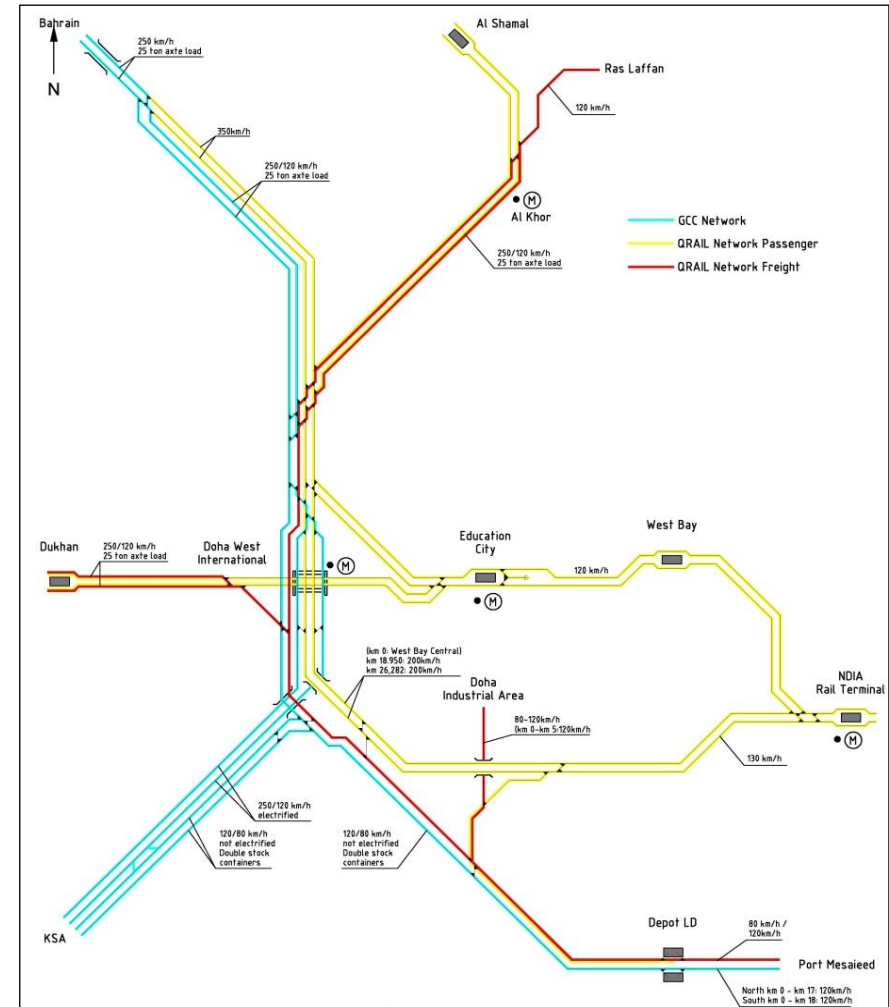 Bahrain
N
250 km/h
25 ton axte load
350km/h
250/120 km/h
25 ton axte load
Al Shamal
Ras Laffan
120 km/h
M
Al Khor
250/120 km/h
25 ton axte load
GCC Network
QRAIL Network Passenger
QRAIL Network Freight
Dukhan
250/120 km/h
25 ton axte load
Doha West
International
M
Education
City
M
120 km/h
West Bay
(km 0: West Bay Central)
km 18.950: 200km/h
km 26,282: 200km/h
Doha
Industrial Area
80-120km/h
(km 0-km 5:120km/h
NDIA
Rail Terminal
M
130 km/h
250/120 km/h
electrified
120/80 km/h
not electrified
Double stock
containers
120/80 km/h
not electrified
Double stock
containers
KSA
Depot LD
80 km/h /
120km/h
Port Mesaieed
North km 0 - km 17: 120km/h
South km 0 - km 18: 120km/h